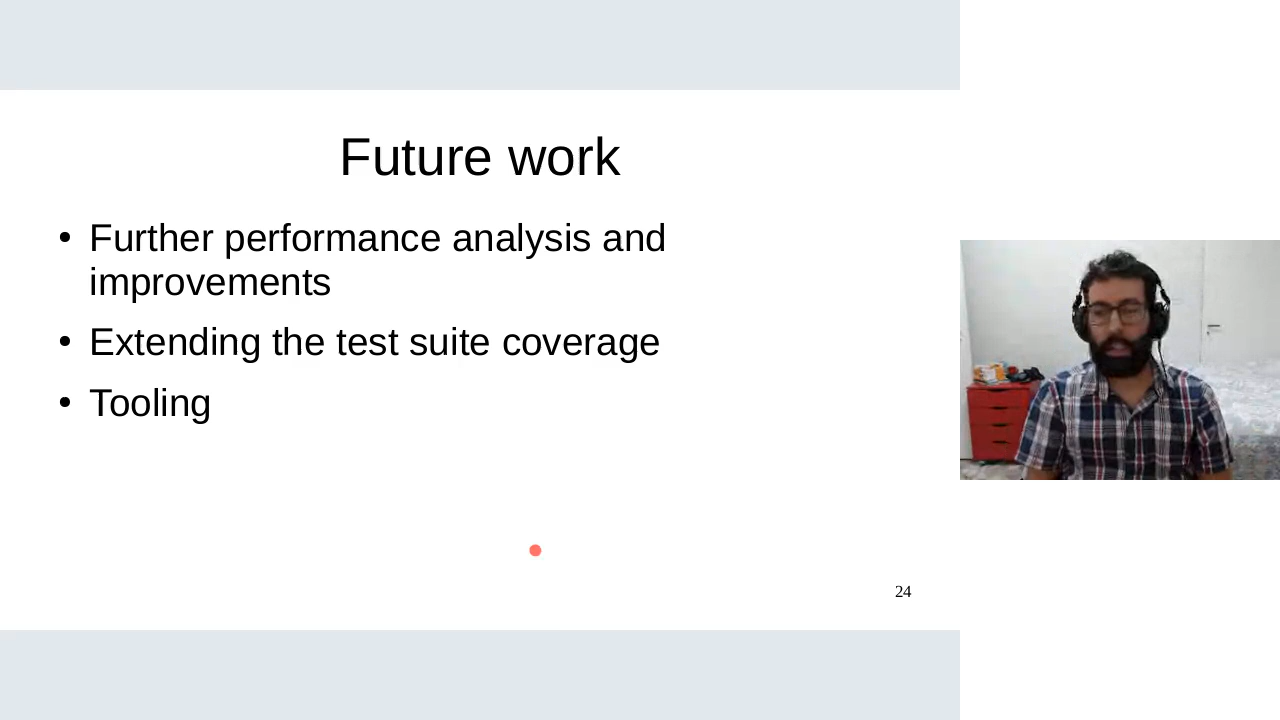 Future work
• Further performance analysis and
improvements
• Extending the test suite coverage
• Tooling
24